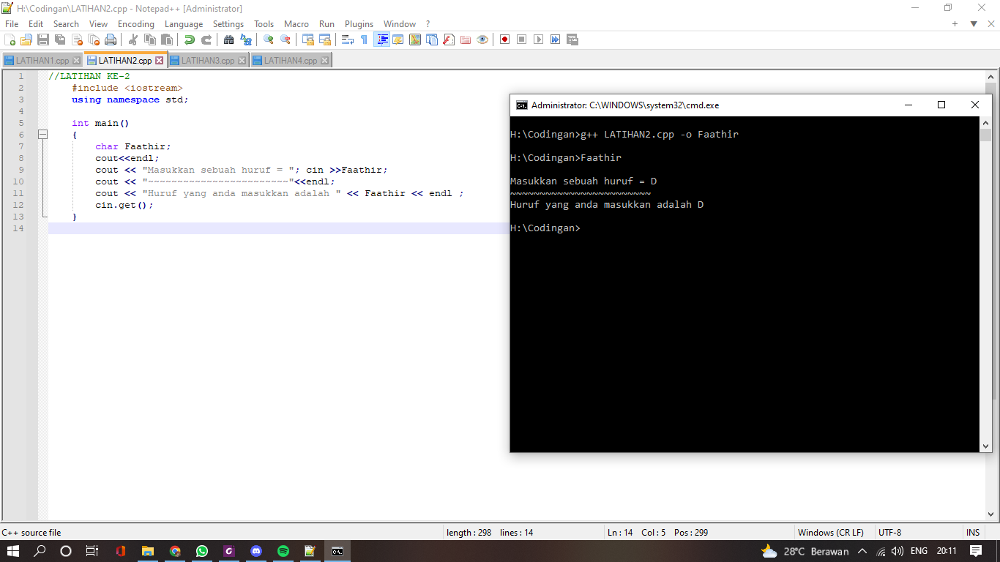 H:\Codingan\LATIHAN2.cpp - Notepad++ [Administrator]
File Edit Search View Encoding Language Settings Tools Macro Run Plugins Window ?
LATIHAN1.cpp LATIHAN2.cpp LATIHAN3.cpp LATIHAN4.cpp
1 //LATIHAN KE-2
2 #include <iostream>
3 using namespace std;
4
5 int main()
6 {
7 char Faathir;
8 cout<<endl;
9 cout << "Masukkan sebuah huruf = "; cin >>Faathir;
10 cout << "~~~~~~~~~~~~~~~~~~~~~~~~"<<endl;
11 cout << "Huruf yang anda masukkan adalah " << Faathir << endl ;
12 cin.get();
13 }
14
Administrator: C:\WINDOWS\system32\cmd.exe
H:\Codingan>g++ LATIHAN2.cpp -o Faathir
H:\Codingan>Faathir
Masukkan sebuah huruf = D
~~~~~~~~~~~~~~~~~~~~~~~~
Huruf yang anda masukkan adalah D
H:\Codingan>
C++ source file length : 298 lines : 14 Ln : 14 Col : 5 Pos : 299 Windows (CR LF) UTF-8 INS
28°C Berawan ENG 20:11